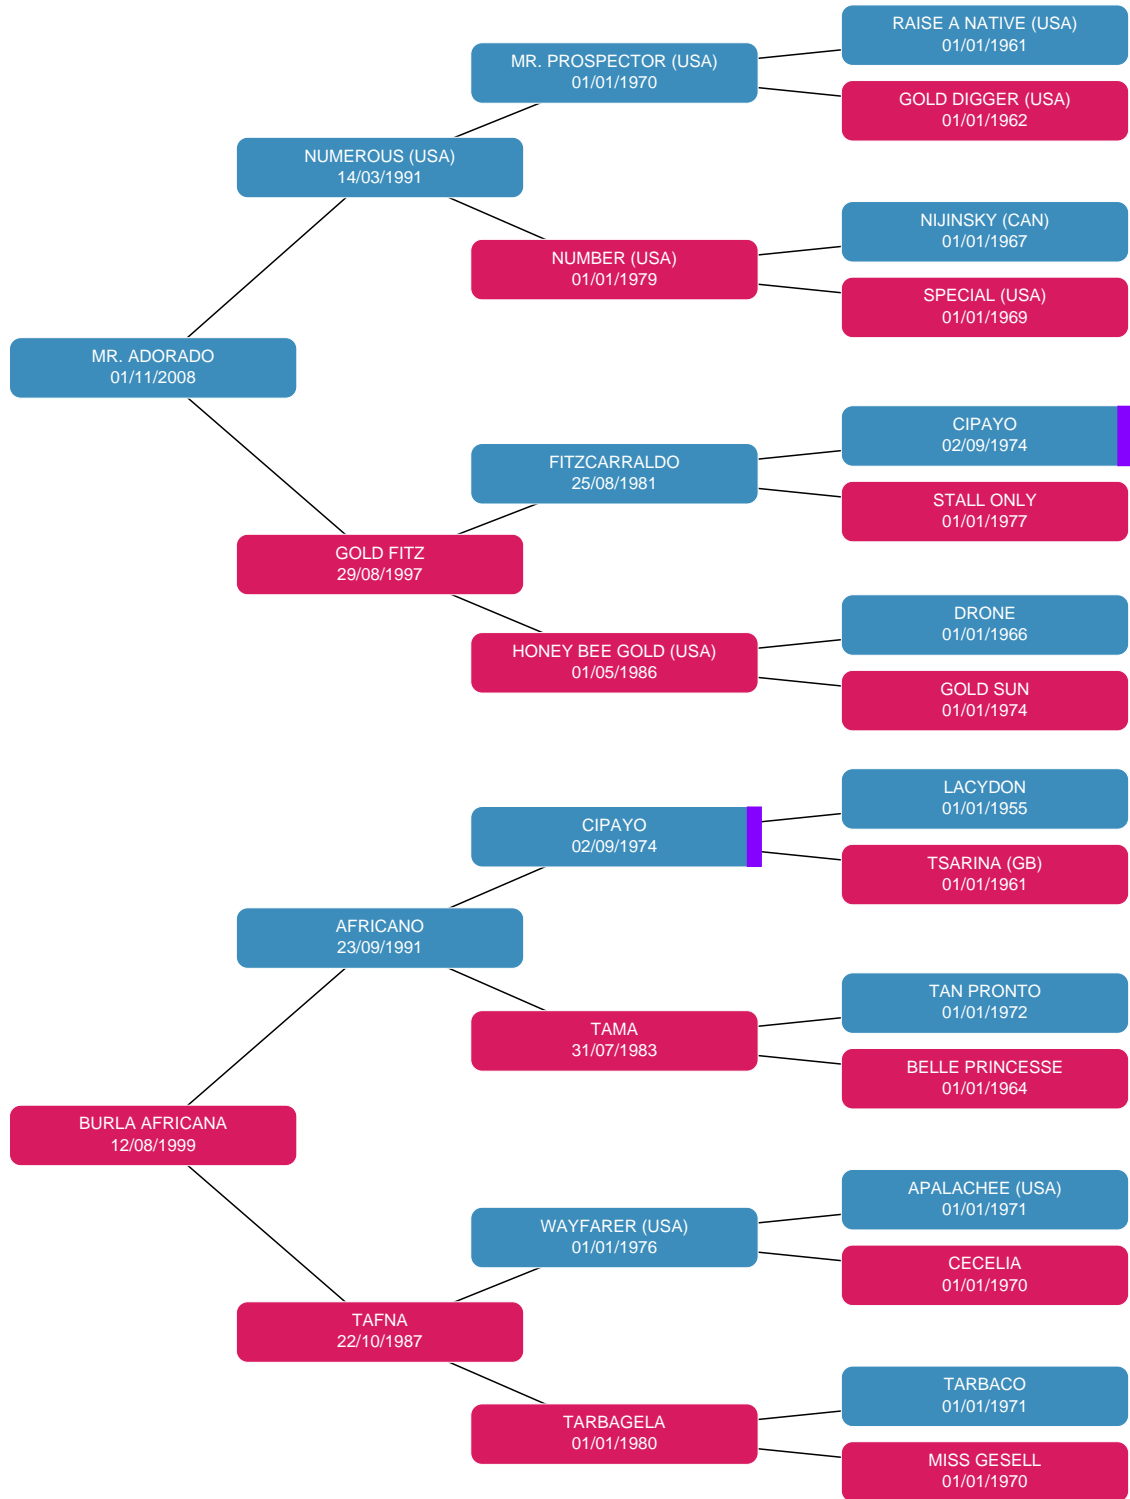 RAISE A NATIVE (USA)
01/01/1961
MR. PROSPECTOR (USA)
01/01/1970
GOLD DIGGER (USA)
01/01/1962
NUMEROUS (USA)
14/03/1991
NIJINSKY (CAN)
01/01/1967
NUMBER (USA)
01/01/1979
SPECIAL (USA)
01/01/1969
MR. ADORADO
01/11/2008
CIPAYO
02/09/1974
FITZCARRALDO
25/08/1981
STALL ONLY
01/01/1977
GOLD FITZ
29/08/1997
DRONE
01/01/1966
HONEY BEE GOLD (USA)
01/05/1986
GOLD SUN
01/01/1974
LACYDON
01/01/1955
CIPAYO
02/09/1974
TSARINA (GB)
01/01/1961
AFRICANO
23/09/1991
TAN PRONTO
01/01/1972
TAMA
31/07/1983
BELLE PRINCESSE
01/01/1964
BURLA AFRICANA
12/08/1999
APALACHEE (USA)
01/01/1971
WAYFARER (USA)
01/01/1976
CECELIA
01/01/1970
TAFNA
22/10/1987
TARBACO
01/01/1971
TARBAGELA
01/01/1980
MISS GESELL
01/01/1970